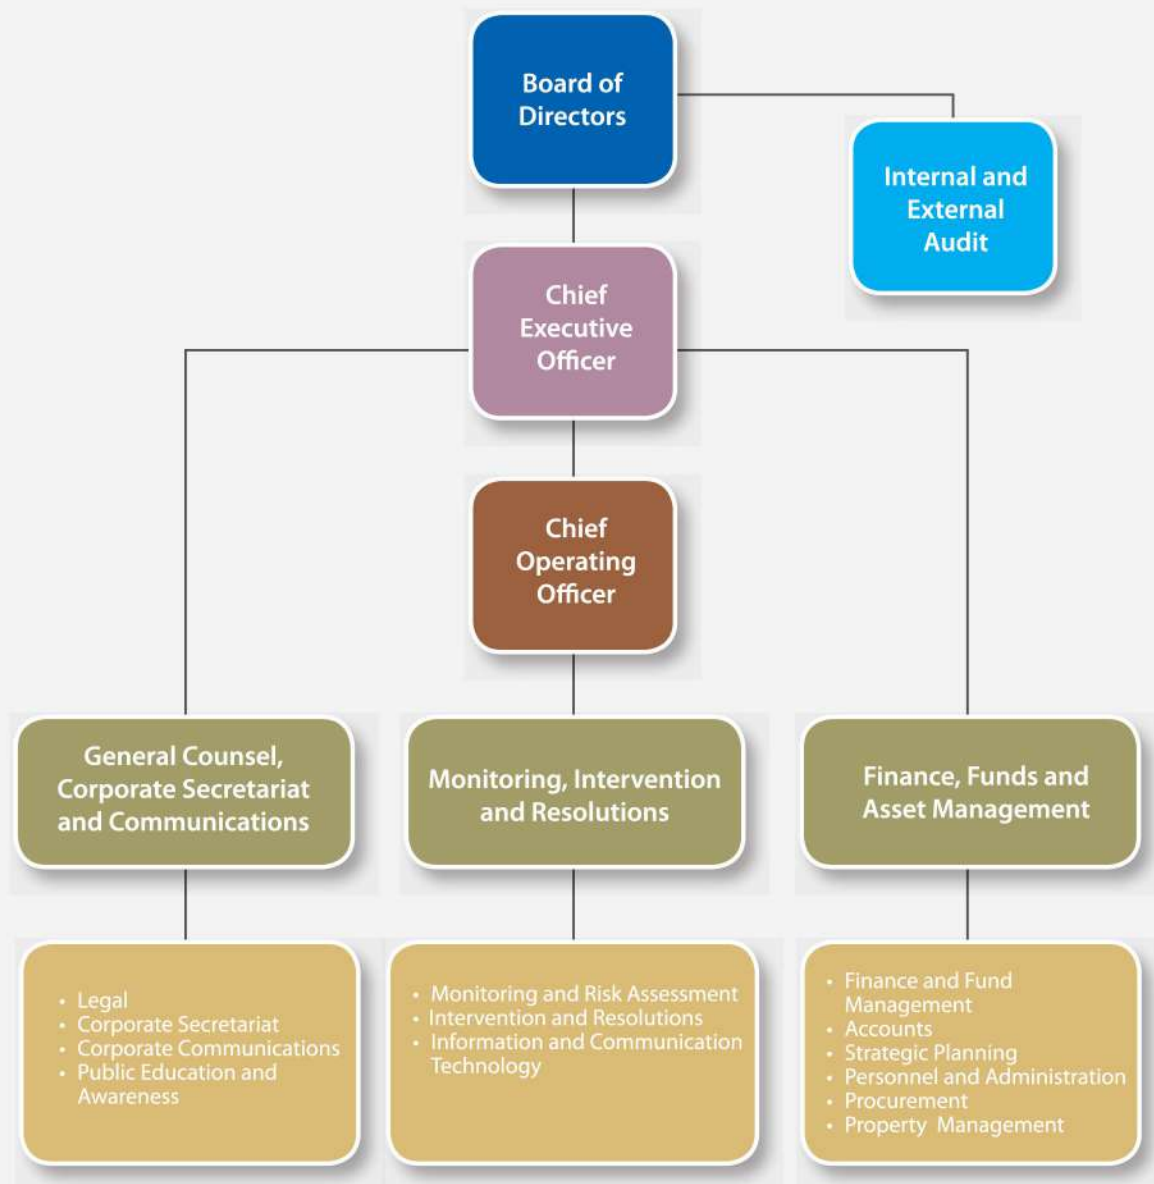 Board of
Directors
Internal and
External
Audit
Chief
Executive
Officer
Chief
Operating
Officer
General Counsel,
Corporate Secretariat
and Communications
Monitoring, Intervention
and Resolutions
Finance, Funds and
Asset Management
• Legal
• Corporate Secretariat
• Corporate Communications
• Public Education and
Awareness
• Monitoring and Risk Assessment
• Intervention and Resolutions
• Information and Communication
Technology
• Finance and Fund
Management
• Accounts
• Strategic Planning
• Personnel and Administration
• Procurement
• Property Management